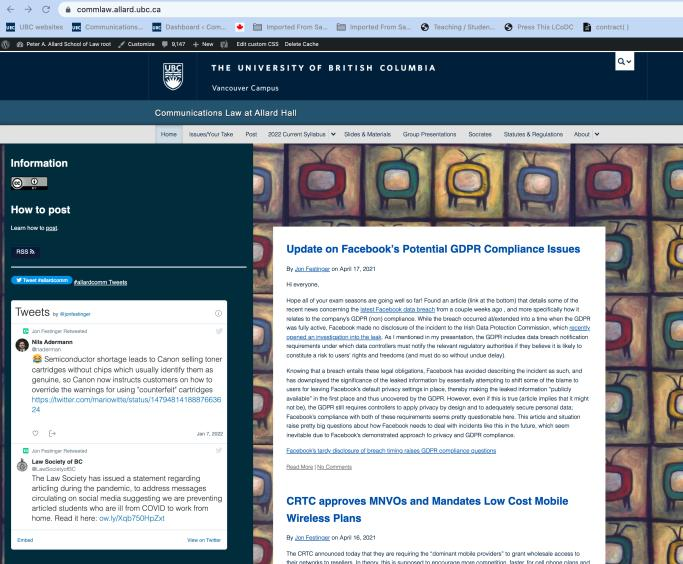 commlaw.allard.ubc.ca
UBC websites
Communications...
Dashboard ‹ Com...
Imported From Sa...
Imported From Sa...
Teaching / Studen...
Press This LCoDC
contract( )
Peter A. Allard School of Law root
Customize
9,147
+ New
Edit custom CSS
Delete Cache
UBC
THE UNIVERSITY OF BRITISH COLUMBIA
Vancouver Campus
Communications Law at Allard Hall
Home
Issues/Your Take
Post
2022 Current Syllabus
Slides & Materials
Group Presentations
Socrates
Statutes & Regulations
About
Information
How to post
Learn how to post.
RSS
Tweet #allardcomm
#allardcomm Tweets
Tweets by @jonfestinger
Jon Festinger Retweeted
Nils Adermann
@naderman
😂 Semiconductor shortage leads to Canon selling toner
cartridges without chips which usually identify them as
genuine, so Canon now instructs customers on how to
override the warnings for using "counterfeit" cartridges
https://twitter.com/mariowitte/status/14794814188876636
24
Jan 7, 2022
Jon Festinger Retweeted
Law Society of BC
@LawSocietyofBC
The Law Society has issued a statement regarding
articling during the pandemic, to address messages
circulating on social media suggesting we are preventing
articled students who are ill from COVID to work from
home. Read it here: ow.ly/Xqb750HpZxt
Embed
View on Twitter
Update on Facebook's Potential GDPR Compliance Issues
By Jon Festinger on April 17, 2021
Hi everyone,
Hope all of your exam seasons are going well so far! Found an article (link at the bottom) that details some of the
recent news concerning the latest Facebook data breach from a couple weeks ago , and more specifically how it
relates to the company's GDPR (non) compliance. While the breach occurred at/extended into a time when the GDPR
was fully active, Facebook made no disclosure of the incident to the Irish Data Protection Commission, which recently
opened an investigation into the leak. As I mentioned in my presentation, the GDPR includes data breach notification
requirements under which data controllers must notify the relevant regulatory authorities if they believe it is likely to
constitute a risk to users' rights and freedoms (and must do so without undue delay).
Knowing that a breach entails these legal obligations, Facebook has avoided describing the incident as such, and
has downplayed the significance of the leaked information by essentially attempting to shift some of the blame to
users for leaving Facebook's default privacy settings in place, thereby making the leaked information "publicly
available" in the first place and thus uncovered by the GDPR. However, even if this is true (article implies that it might
not be), the GDPR still requires controllers to apply privacy by design and to adequately secure personal data;
Facebook's compliance with both of these requirements seems pretty questionable here. This article and situation
raise pretty big questions about how Facebook needs to deal with incidents like this in the future, which seem
inevitable due to Facebook's demonstrated approach to privacy and GDPR compliance.
Facebook's tardy disclosure of breach timing raises GDPR compliance questions
Read More | No Comments
CRTC approves MNVOs and Mandates Low Cost Mobile
Wireless Plans
By Jon Festinger on April 16, 2021
The CRTC announced today that they are requiring the "dominant mobile providers" to grant wholesale access to
their networks to resellers. In theory, this is supposed to encourage more competition, faster, for cell phone plans and